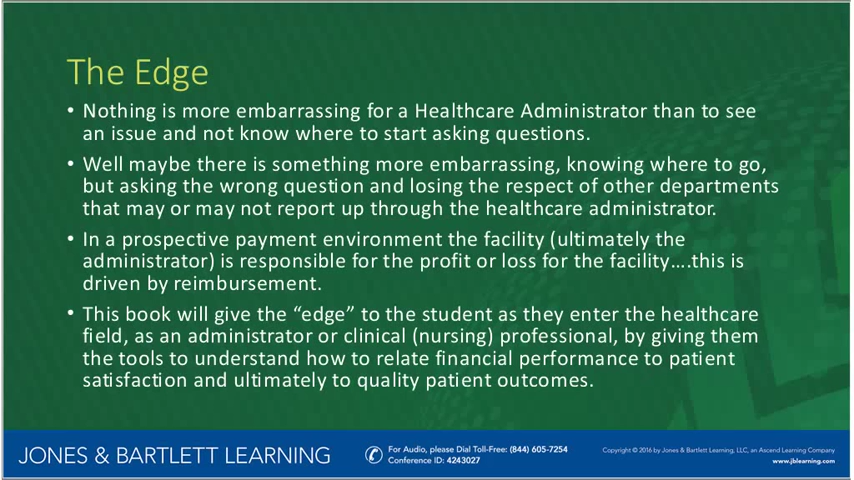 The Edge
• Nothing is more embarrassing for a Healthcare Administrator than to see
an issue and not know where to start asking questions.
• Well maybe there is something more embarrassing, knowing where to go,
but asking the wrong question and losing the respect of other departments
that may or may not report up through the healthcare administrator.
• In a prospective payment environment the facility (ultimately the
administrator) is responsible for the profit or loss for the facility….this is
driven by reimbursement.
• This book will give the “edge” to the student as they enter the healthcare
field, as an administrator or clinical (nursing) professional, by giving them
the tools to understand how to relate financial performance to patient
satisfaction and ultimately to quality patient outcomes.
JONES & BARTLETT LEARNING
For Audio, please Dial Toll-Free: (844) 605-7254
Conference ID: 4243027
Copyright © 2016 by Jones & Bartlett Learning, LLC, an Ascend Learning Company
www.jblearning.com